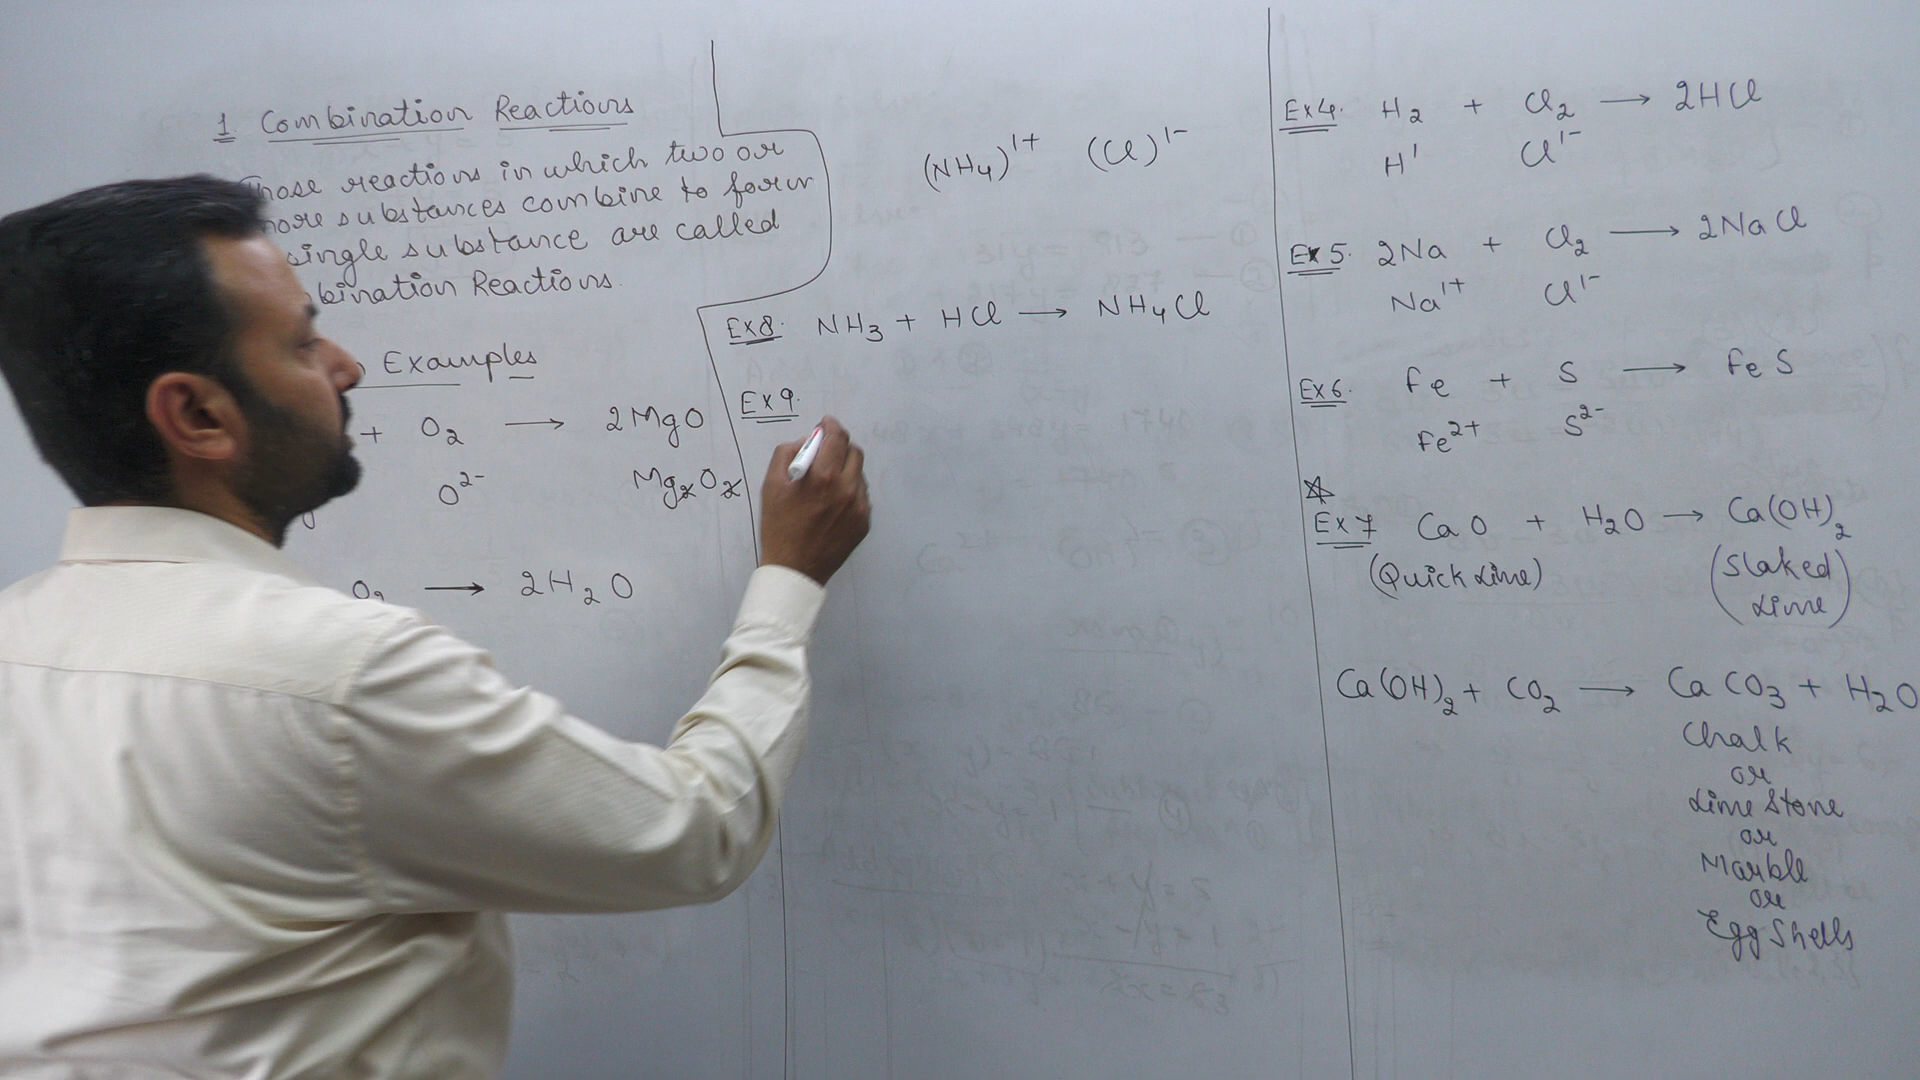 1. Combination Reactions
hose reactions in which two or
more substances combine to form
single substance are called
bination Reactions.
Examples
+ O2 ⟶ 2MgO
O²⁻ Mg2O2
O2 ⟶ 2H2O
(NH4)¹⁺ (Cl)¹⁻
Ex8. NH3 + HCl ⟶ NH4Cl
Ex9.
Ex4. H2 + Cl2 ⟶ 2HCl
H¹ Cl¹⁻
Ex5. 2Na + Cl2 ⟶ 2NaCl
Na¹⁺ Cl¹⁻
Ex6. Fe + S ⟶ FeS
Fe²⁺ S²⁻
Ex7 CaO + H2O ⟶ Ca(OH)2
(Quick Lime) (Slaked
Lime)
Ca(OH)2 + CO2 ⟶ CaCO3 + H2O
Chalk
or
Lime Stone
or
Marble
or
Egg Shells